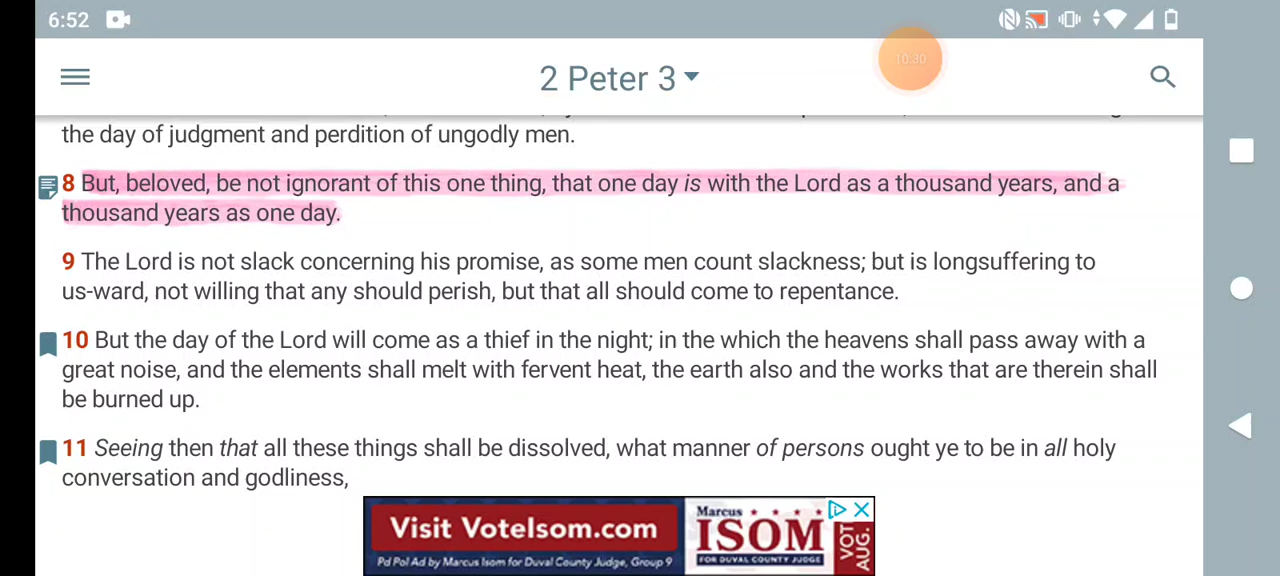 6:52
10:30
2 Peter 3
the day of judgment and perdition of ungodly men.
8 But, beloved, be not ignorant of this one thing, that one day is with the Lord as a thousand years, and a
thousand years as one day.
9 The Lord is not slack concerning his promise, as some men count slackness; but is longsuffering to
us-ward, not willing that any should perish, but that all should come to repentance.
10 But the day of the Lord will come as a thief in the night; in the which the heavens shall pass away with a
great noise, and the elements shall melt with fervent heat, the earth also and the works that are therein shall
be burned up.
11 Seeing then that all these things shall be dissolved, what manner of persons ought ye to be in all holy
conversation and godliness,
Visit Votelsom.com
Pd Pol Ad by Marcus Isom for Duval County Judge, Group 9
Marcus
ISOM
FOR DUVAL COUNTY JUDGE
VOT
AUG.